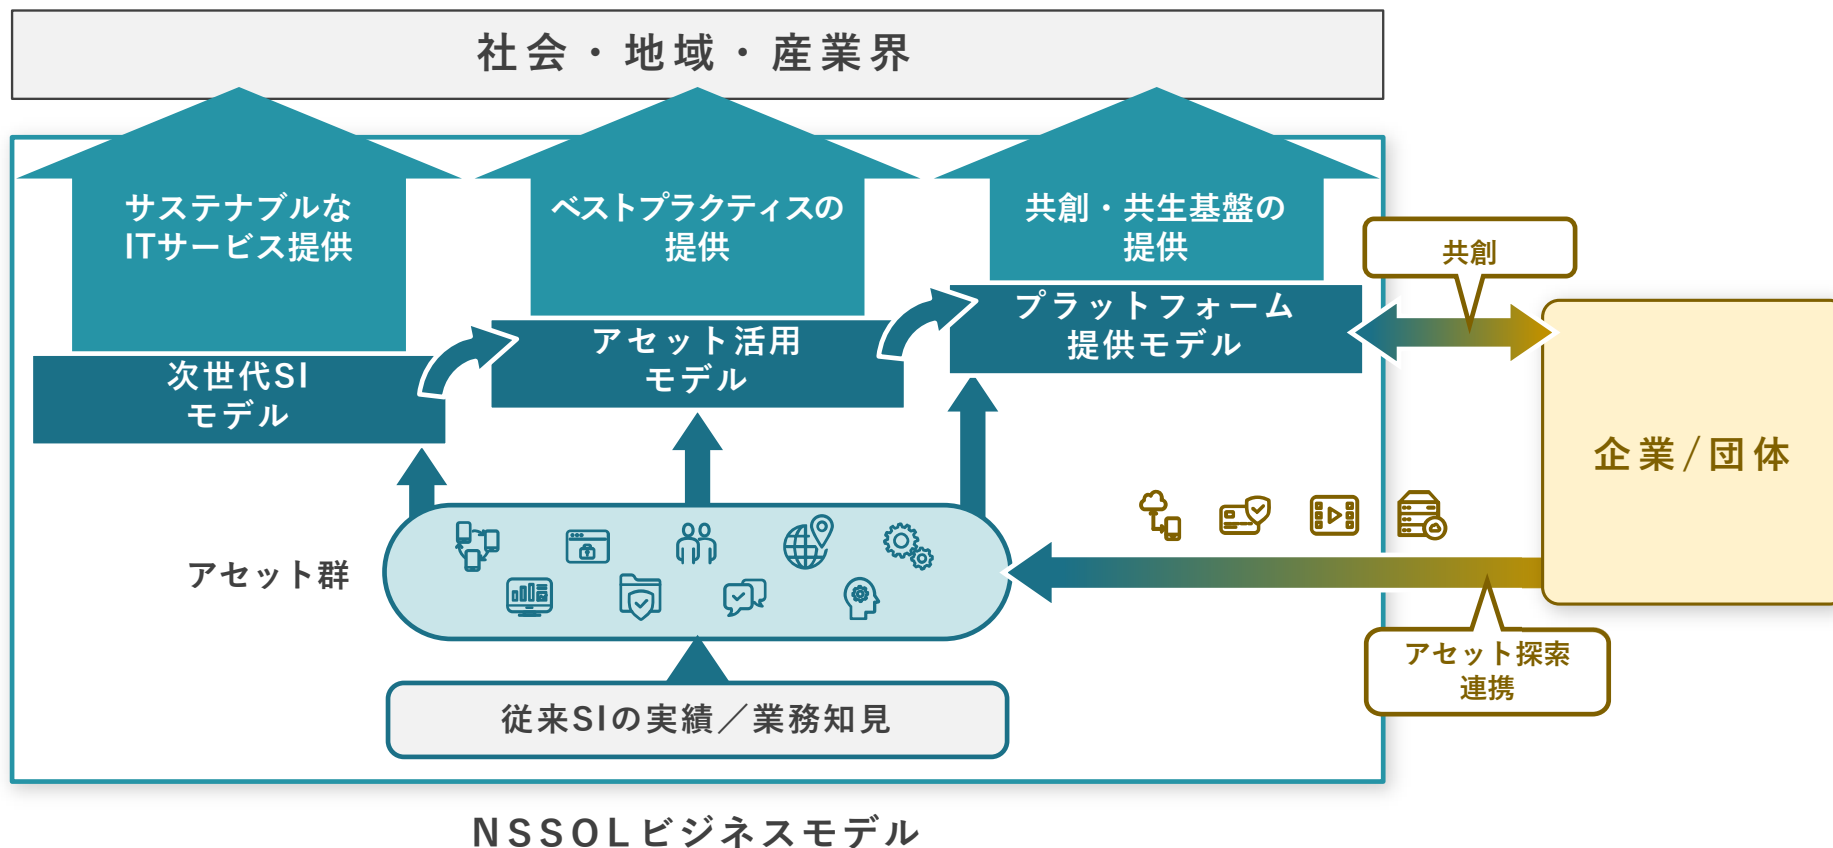 社会・地域・産業界
サステナブルな
ITサービス提供
ベストプラクティスの
提供
共創・共生基盤の
提供
共創
次世代SI
モデル
アセット活用
モデル
プラットフォーム
提供モデル
企業/団体
アセット群
アセット探索
連携
従来SIの実績／業務知見
NSSOLビジネスモデル